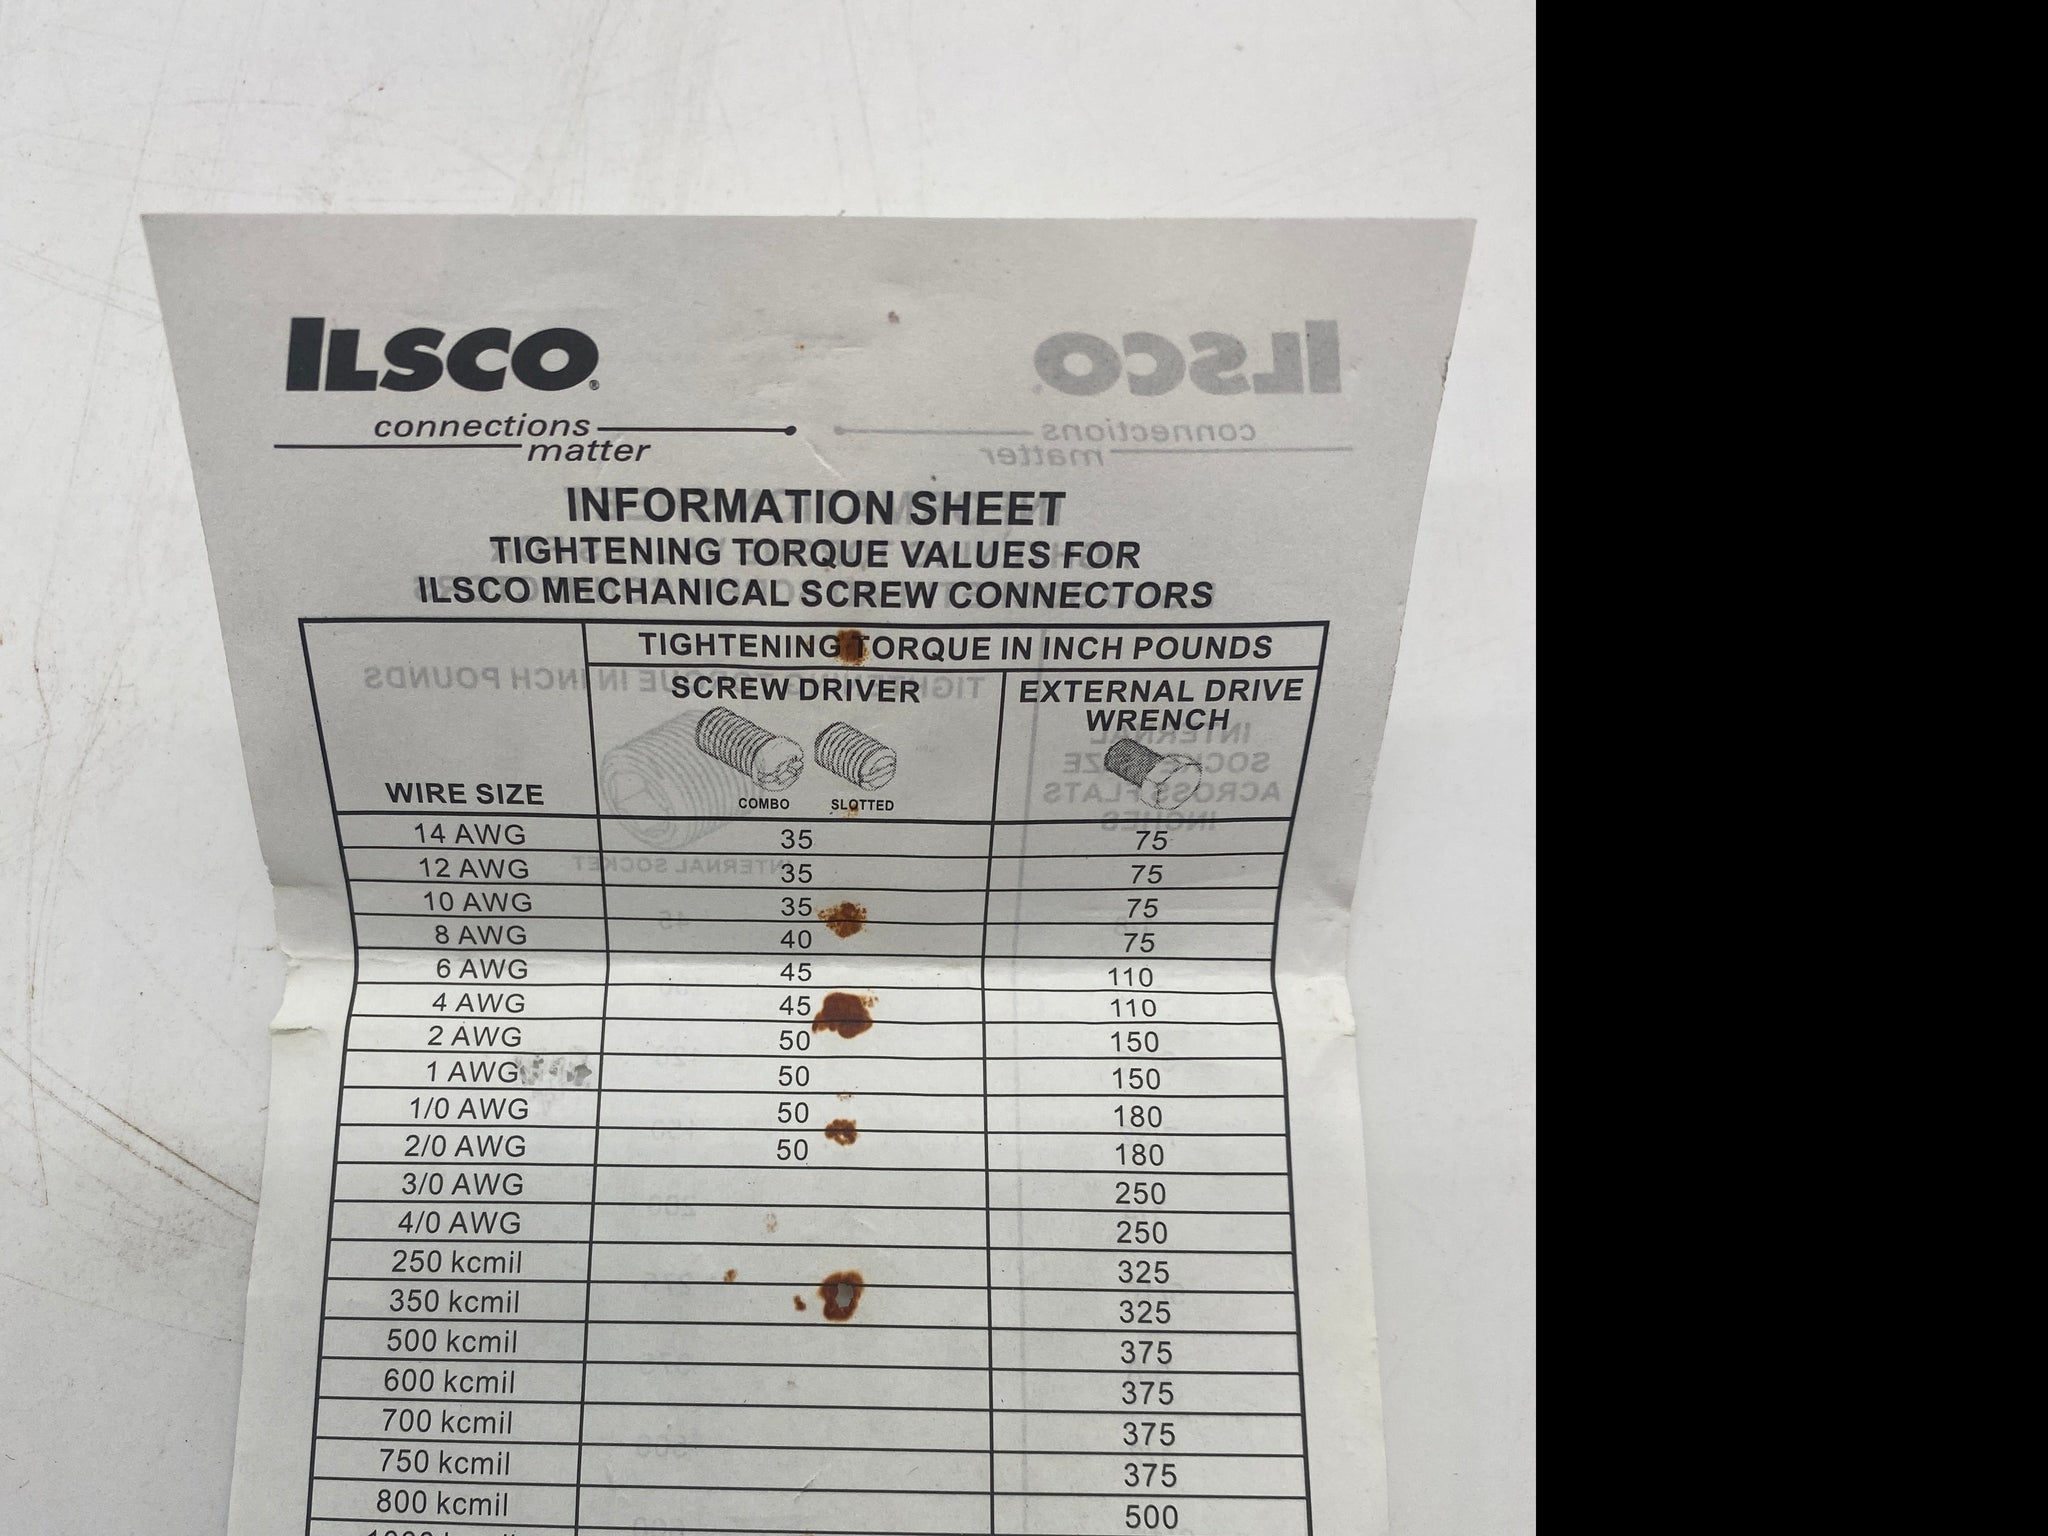 ILSCO®
connections
matter
INFORMATION SHEET
TIGHTENING TORQUE VALUES FOR
ILSCO MECHANICAL SCREW CONNECTORS
TIGHTENING TORQUE IN INCH POUNDS
SCREW DRIVER EXTERNAL DRIVE
WRENCH
COMBO SLOTTED
WIRE SIZE
14 AWG 35 75
12 AWG 35 75
10 AWG 35 75
8 AWG 40 75
6 AWG 45 110
4 AWG 45 110
2 AWG 50 150
1 AWG 50 150
1/0 AWG 50 180
2/0 AWG 50 180
3/0 AWG 250
4/0 AWG 250
250 kcmil 325
350 kcmil 325
500 kcmil 375
600 kcmil 375
700 kcmil 375
750 kcmil 375
800 kcmil 500